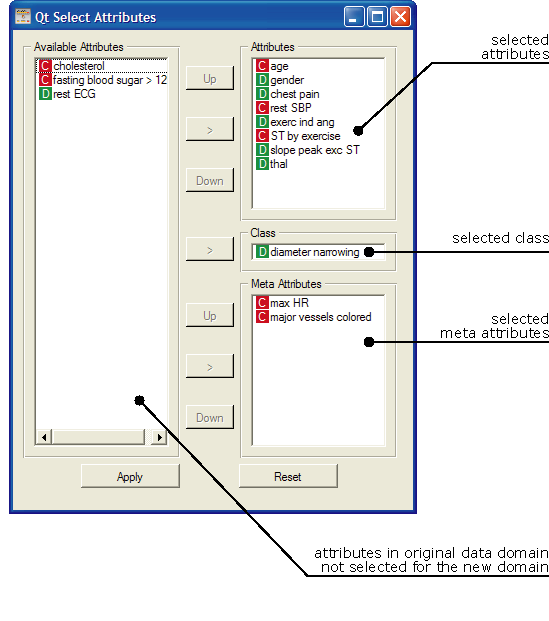 Qt Select Attributes
Available Attributes
C cholesterol
C fasting blood sugar > 12
D rest ECG
Up
>
Down
>
Up
>
Down
Attributes
C age
D gender
D chest pain
C rest SBP
D exerc ind ang
C ST by exercise
D slope peak exc ST
D thal
Class
D diameter narrowing
Meta Attributes
C max HR
C major vessels colored
Apply
Reset
selected
attributes
selected class
selected
meta attributes
attributes in original data domain
not selected for the new domain